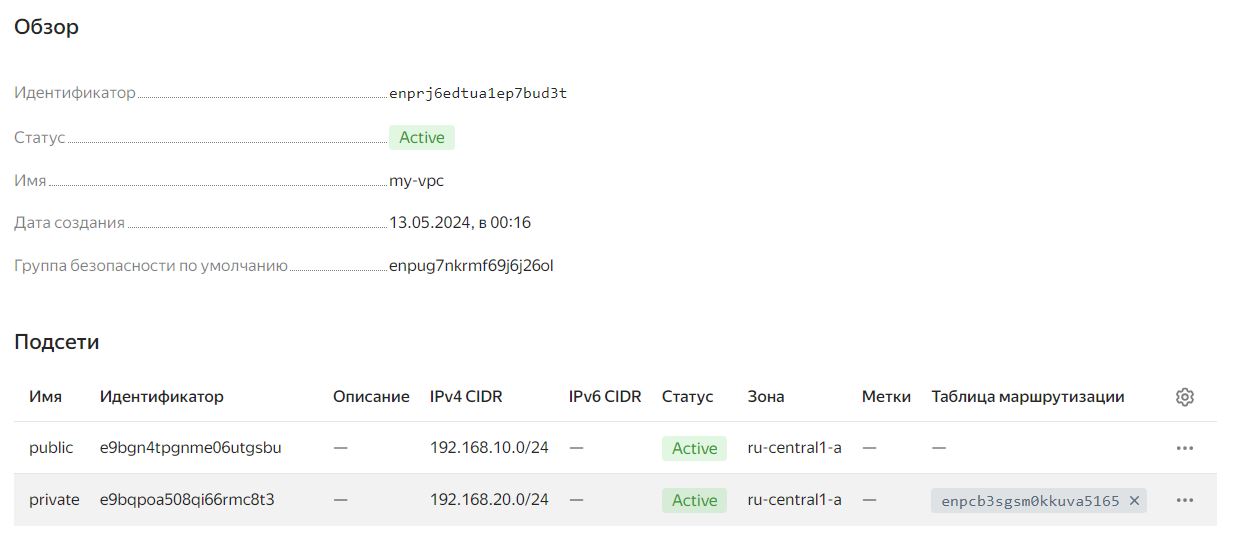 Обзор
Идентификатор enprj6edtua1ep7bud3t
Статус Active
Имя my-vpc
Дата создания 13.05.2024, в 00:16
Группа безопасности по умолчанию enpug7nkrmf69j6j26ol
Подсети
Имя Идентификатор Описание IPv4 CIDR IPv6 CIDR Статус Зона Метки Таблица маршрутизации
public e9bgn4tpgnme06utgsbu — 192.168.10.0/24 — Active ru-central1-a — —
private e9bqpoa508qi66rmc8t3 — 192.168.20.0/24 — Active ru-central1-a — enpcb3sgsm0kkuva5165